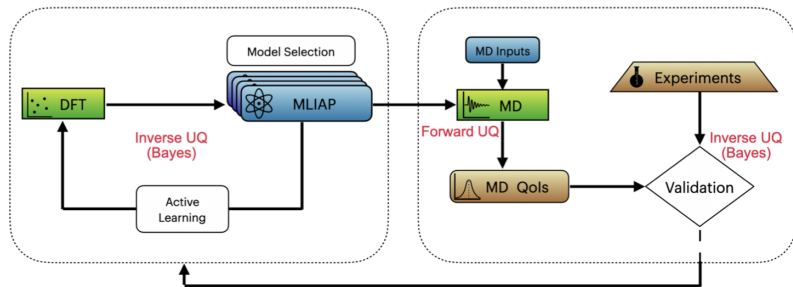 Model Selection
DFT
MLIAP
Inverse UQ
(Bayes)
Active
Learning
MD Inputs
MD
Forward UQ
MD QoIs
Experiments
Inverse UQ
(Bayes)
Validation